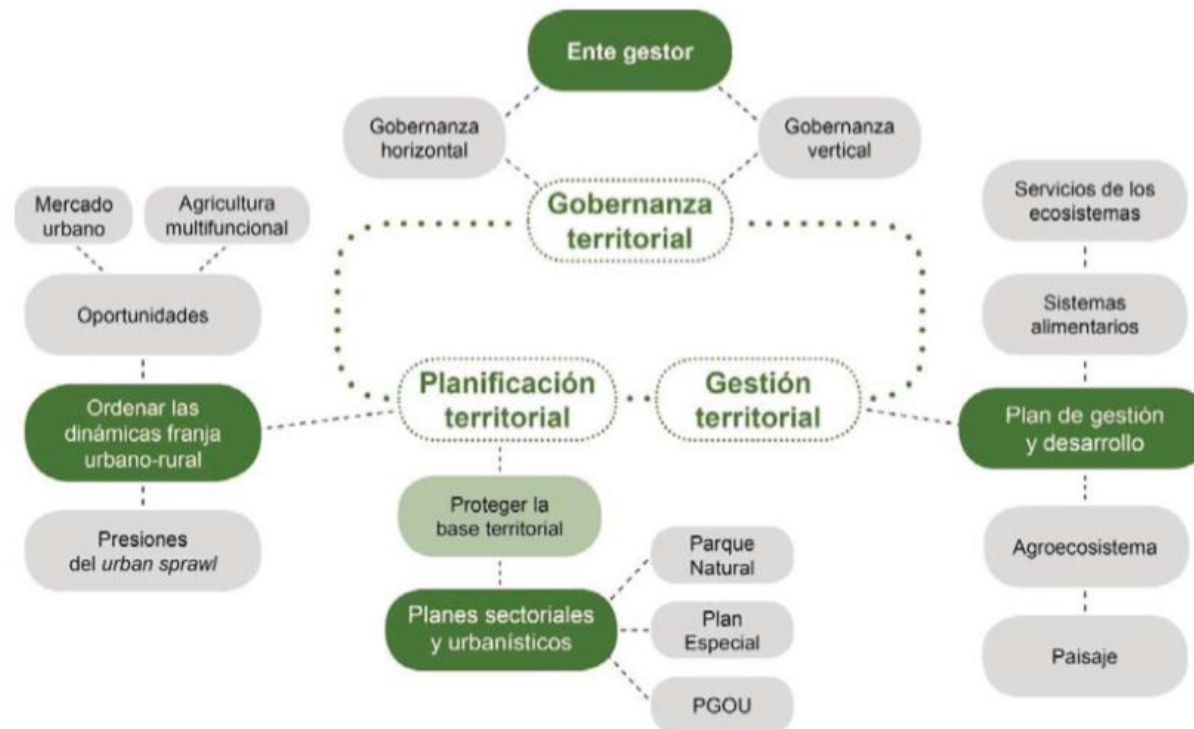 Ente gestor
Gobernanza
horizontal
Gobernanza
vertical
Gobernanza
territorial
Mercado
urbano
Agricultura
multifuncional
Oportunidades
Ordenar las
dinámicas franja
urbano-rural
Presiones
del urban sprawl
Planificación
territorial
Gestión
territorial
Proteger la
base territorial
Planes sectoriales
y urbanísticos
Parque
Natural
Plan
Especial
PGOU
Servicios de los
ecosistemas
Sistemas
alimentarios
Plan de gestión
y desarrollo
Agroecosistema
Paisaje